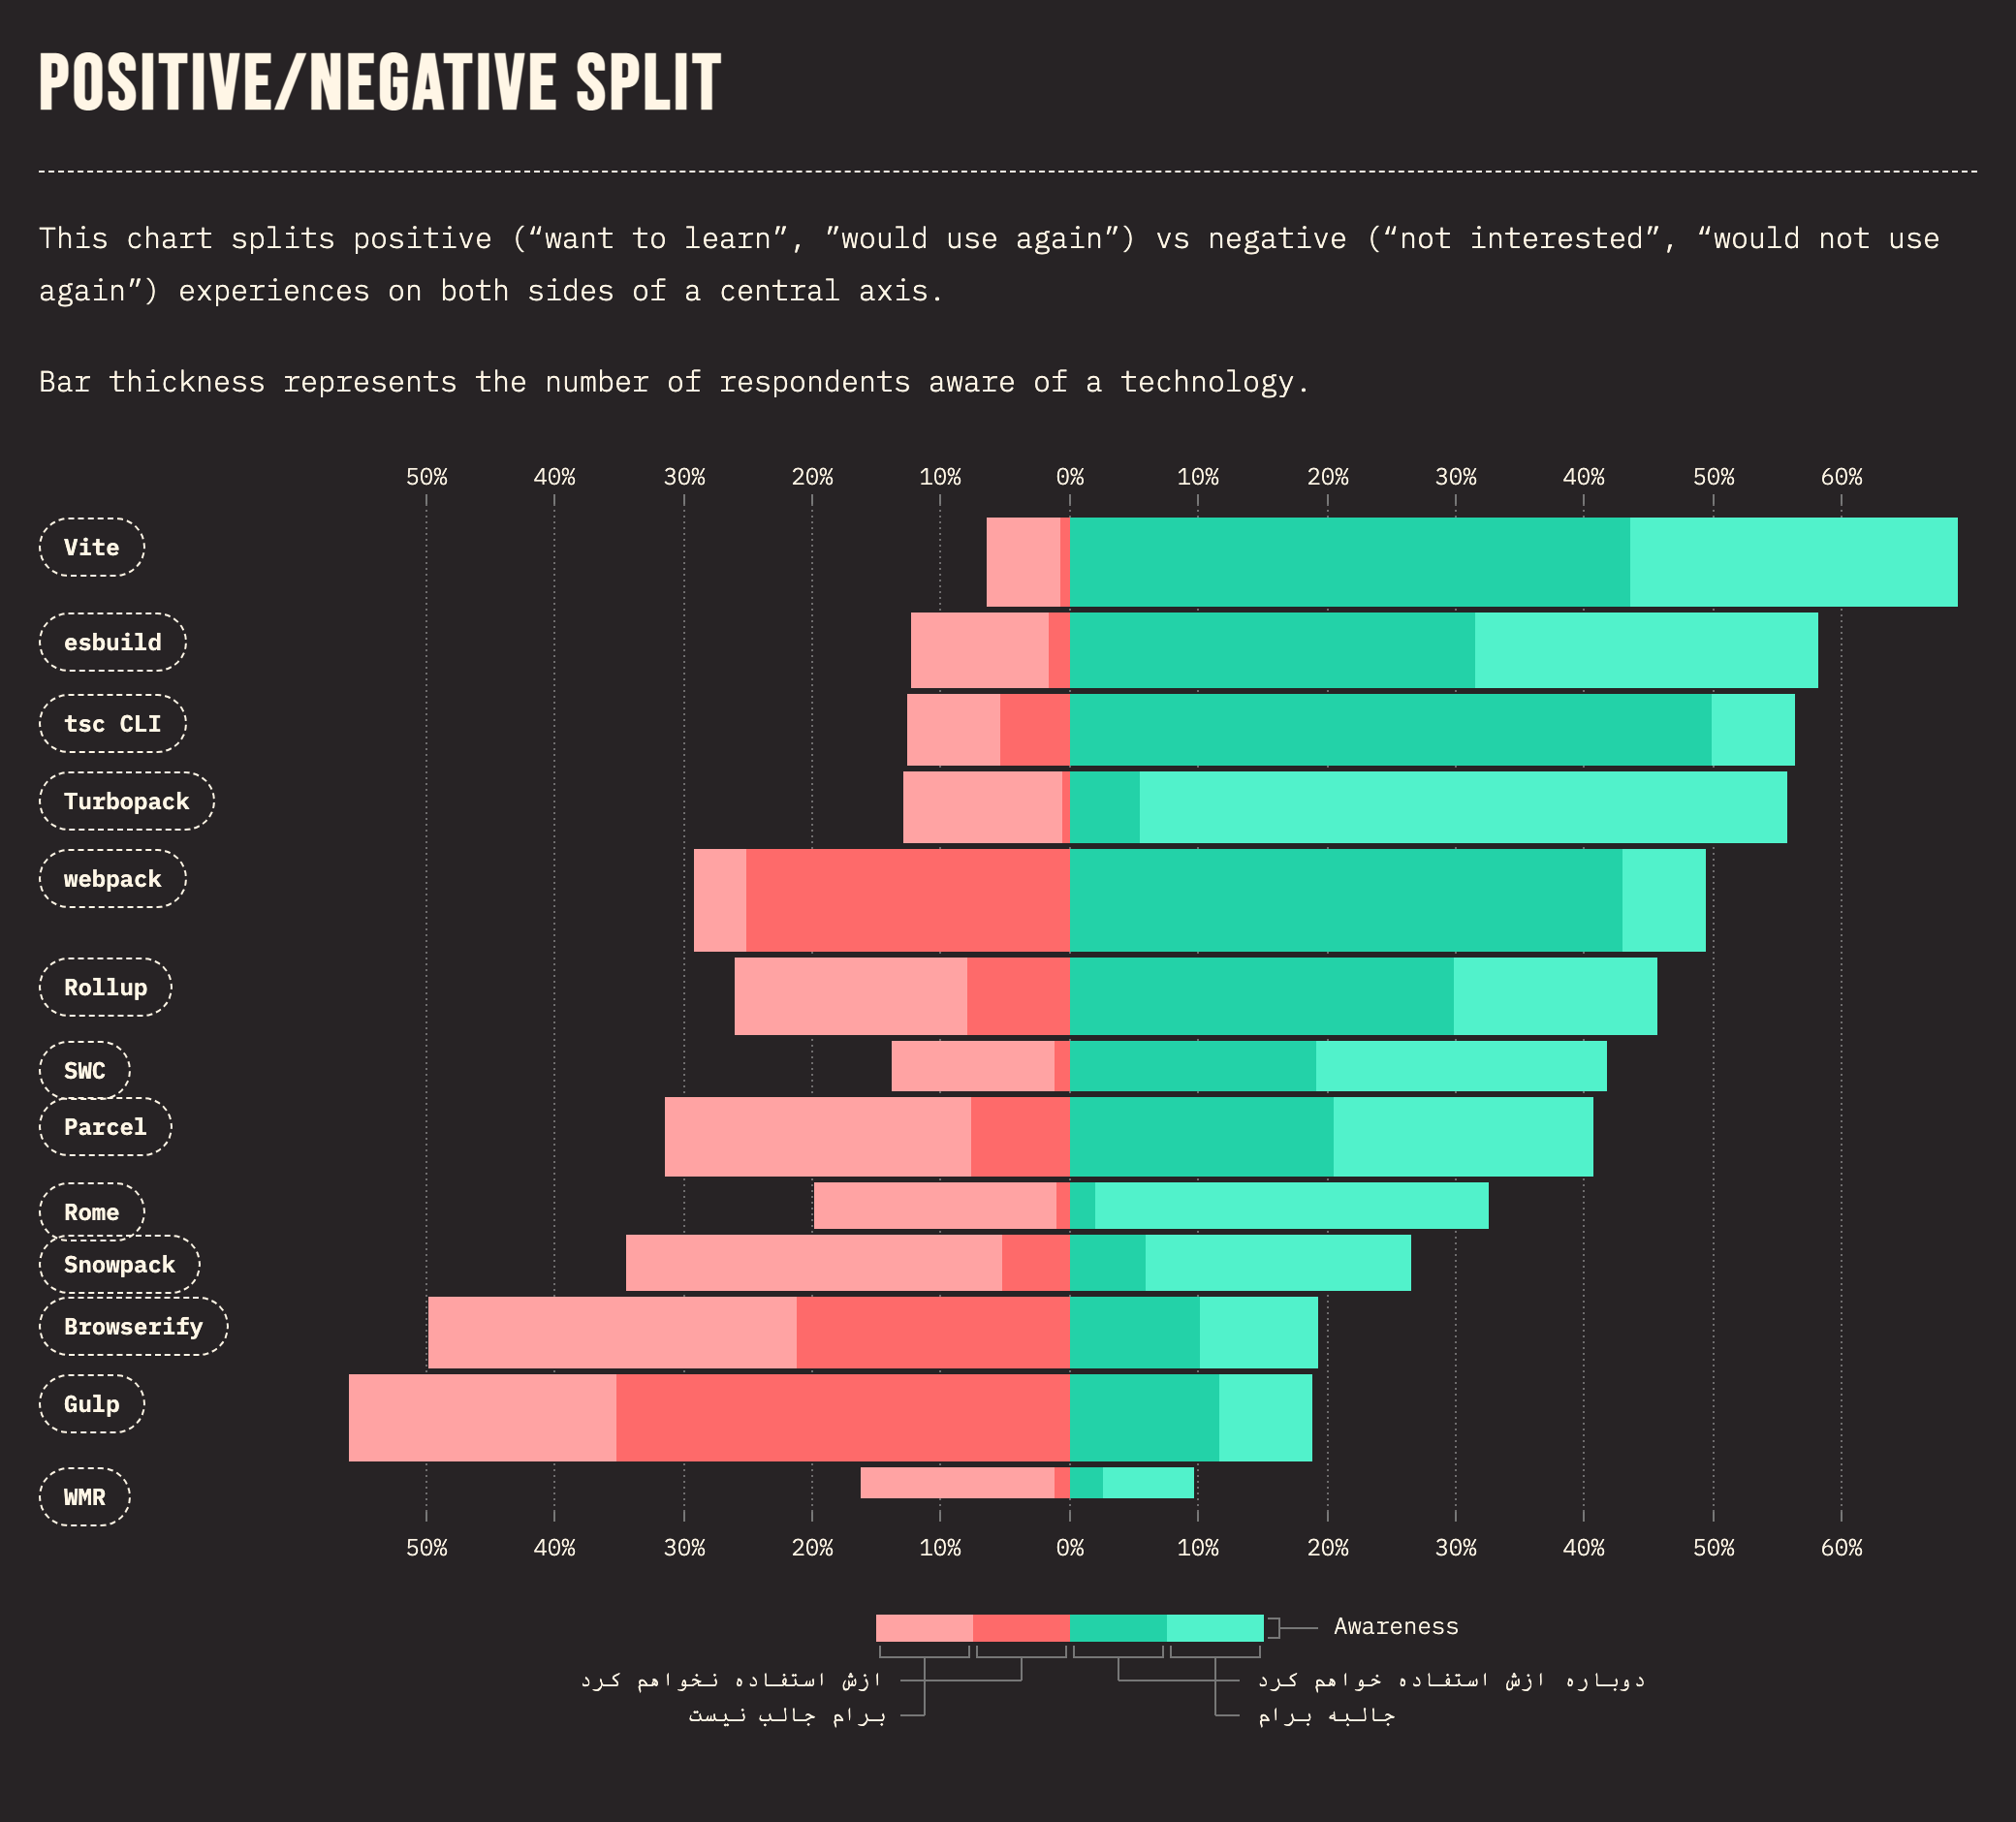 POSITIVE/NEGATIVE SPLIT
This chart splits positive (“want to learn”, ”would use again”) vs negative (“not interested”, “would not use
again”) experiences on both sides of a central axis.
Bar thickness represents the number of respondents aware of a technology.
50% 40% 30% 20% 10% 0% 10% 20% 30% 40% 50% 60%
Vite
esbuild
tsc CLI
Turbopack
webpack
Rollup
SWC
Parcel
Rome
Snowpack
Browserify
Gulp
WMR
50% 40% 30% 20% 10% 0% 10% 20% 30% 40% 50% 60%
Awareness
ازش استفاده نخواهم کرد
دوباره ازش استفاده خواهم کرد
برام جالب نیست
جالبه برام